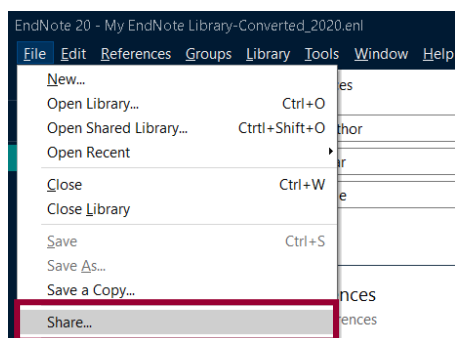 EndNote 20 - My EndNote Library-Converted_2020.enl
File Edit References Groups Library Tools Window Help
New...
Open Library... Ctrl+O
Open Shared Library... Ctrtl+Shift+O
Open Recent
Close Ctrl+W
Close Library
Save Ctrl+S
Save As...
Save a Copy...
Share...
es
thor
ar
e
nces
rences